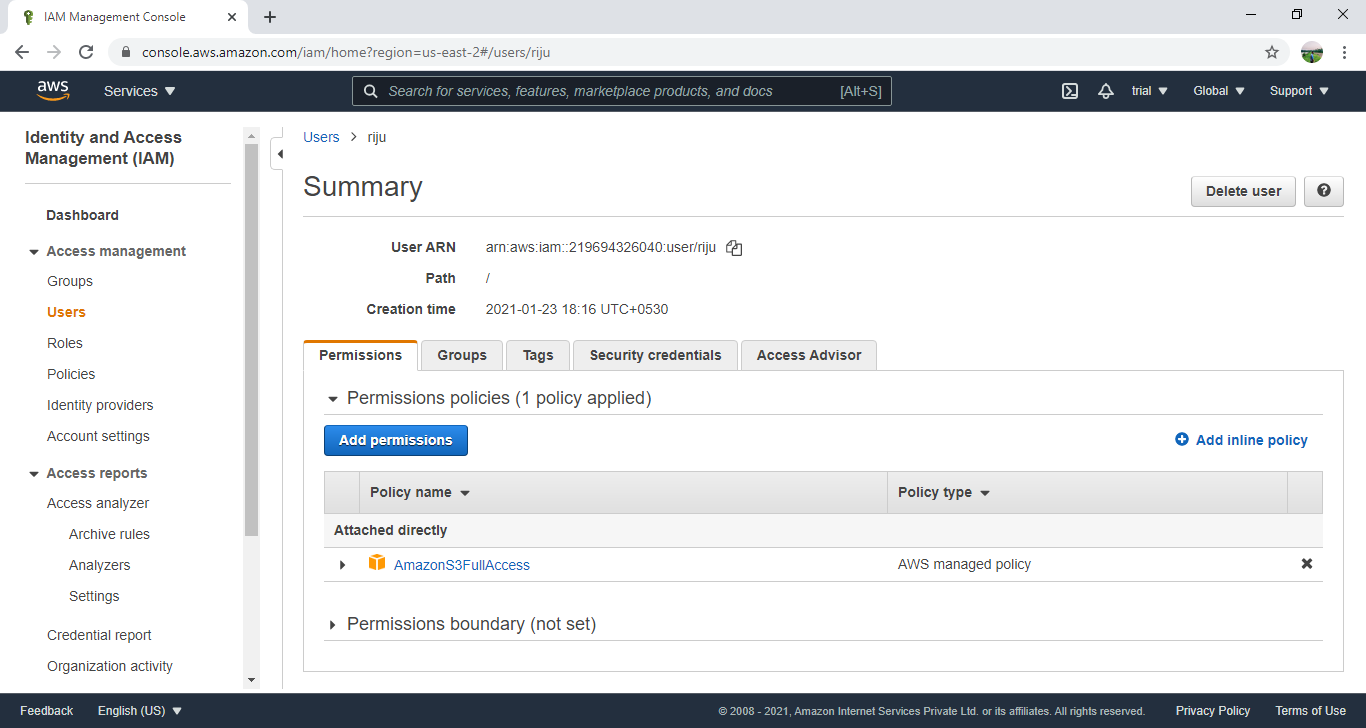 IAM Management Console
console.aws.amazon.com/iam/home?region=us-east-2#/users/riju
aws
Services
Search for services, features, marketplace products, and docs [Alt+S]
trial
Global
Support
Identity and Access
Management (IAM)
Dashboard
Access management
Groups
Users
Roles
Policies
Identity providers
Account settings
Access reports
Access analyzer
Archive rules
Analyzers
Settings
Credential report
Organization activity
Users > riju
Summary
Delete user
User ARN arn:aws:iam::219694326040:user/riju
Path /
Creation time 2021-01-23 18:16 UTC+0530
Permissions Groups Tags Security credentials Access Advisor
Permissions policies (1 policy applied)
Add permissions
Add inline policy
Policy name Policy type
Attached directly
AmazonS3FullAccess AWS managed policy
Permissions boundary (not set)
Feedback English (US) © 2008 - 2021, Amazon Internet Services Private Ltd. or its affiliates. All rights reserved. Privacy Policy Terms of Use